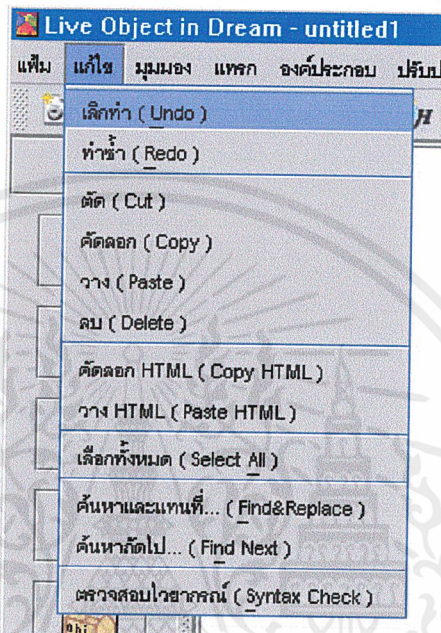 Live Object in Dream - untitled1
แฟ้ม แก้ไข มุมมอง แทรก องค์ประกอบ
เลิกทำ ( Undo )
H
ทำซ้ำ ( Redo )
ตัด ( Cut )
คัดลอก ( Copy )
วาง ( Paste )
ลบ ( Delete )
คัดลอก HTML ( Copy HTML )
วาง HTML ( Paste HTML )
เลือกทั้งหมด ( Select All )
ค้นหาและแทนที่... ( Find&Replace )
ค้นหาถัดไป... ( Find Next )
ตรวจสอบไวยากรณ์ ( Syntax Check )